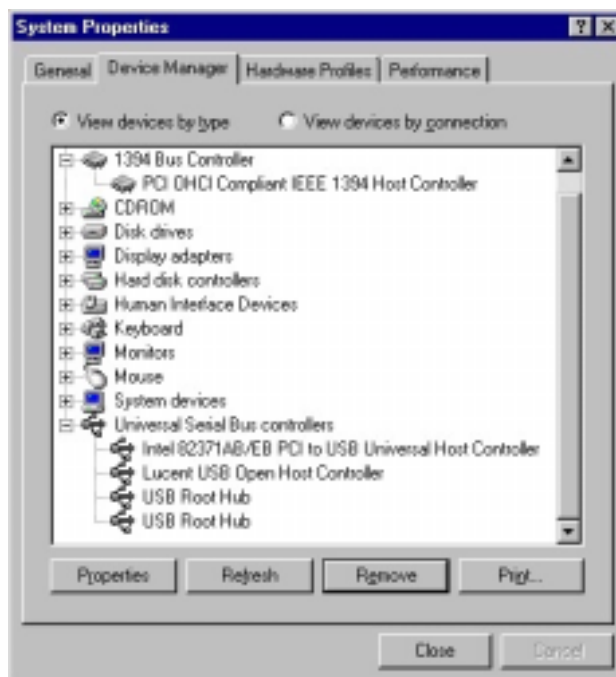 System Properties
General Device Manager Hardware Profiles Performance
View devices by type View devices by connection
1394 Bus Controller
PCI OHCI Compliant IEEE 1394 Host Controller
CDROM
Disk drives
Display adapters
Hard disk controllers
Human Interface Devices
Keyboard
Monitors
Mouse
System devices
Universal Serial Bus controllers
Intel 82371AB/EB PCI to USB Universal Host Controller
Lucent USB Open Host Controller
USB Root Hub
USB Root Hub
Properties Refresh Remove Print...
Close Cancel